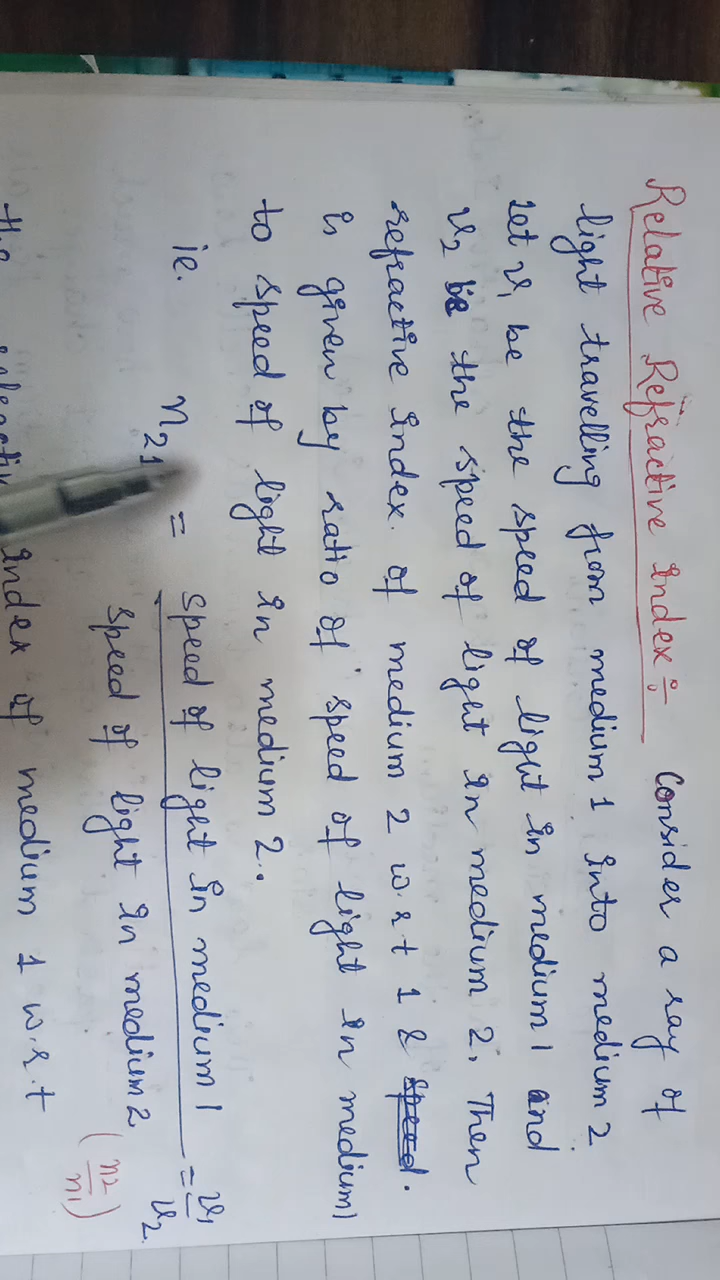 Relative Refractive Index÷ Consider a ray of
light travelling from medium 1 into medium 2
Let v1 be the speed of light in medium 1 and
v2 be the speed of light in medium 2. Then
refractive index. of medium 2 w.r.t 1 & speed.
is given by ratio of speed of light in medium 1
to speed of light in medium 2..
ie. n21 = speed of light in medium 1 / speed of light in medium 2 = v1/v2.
(n2/n1)
the index of medium 1 w.r.t